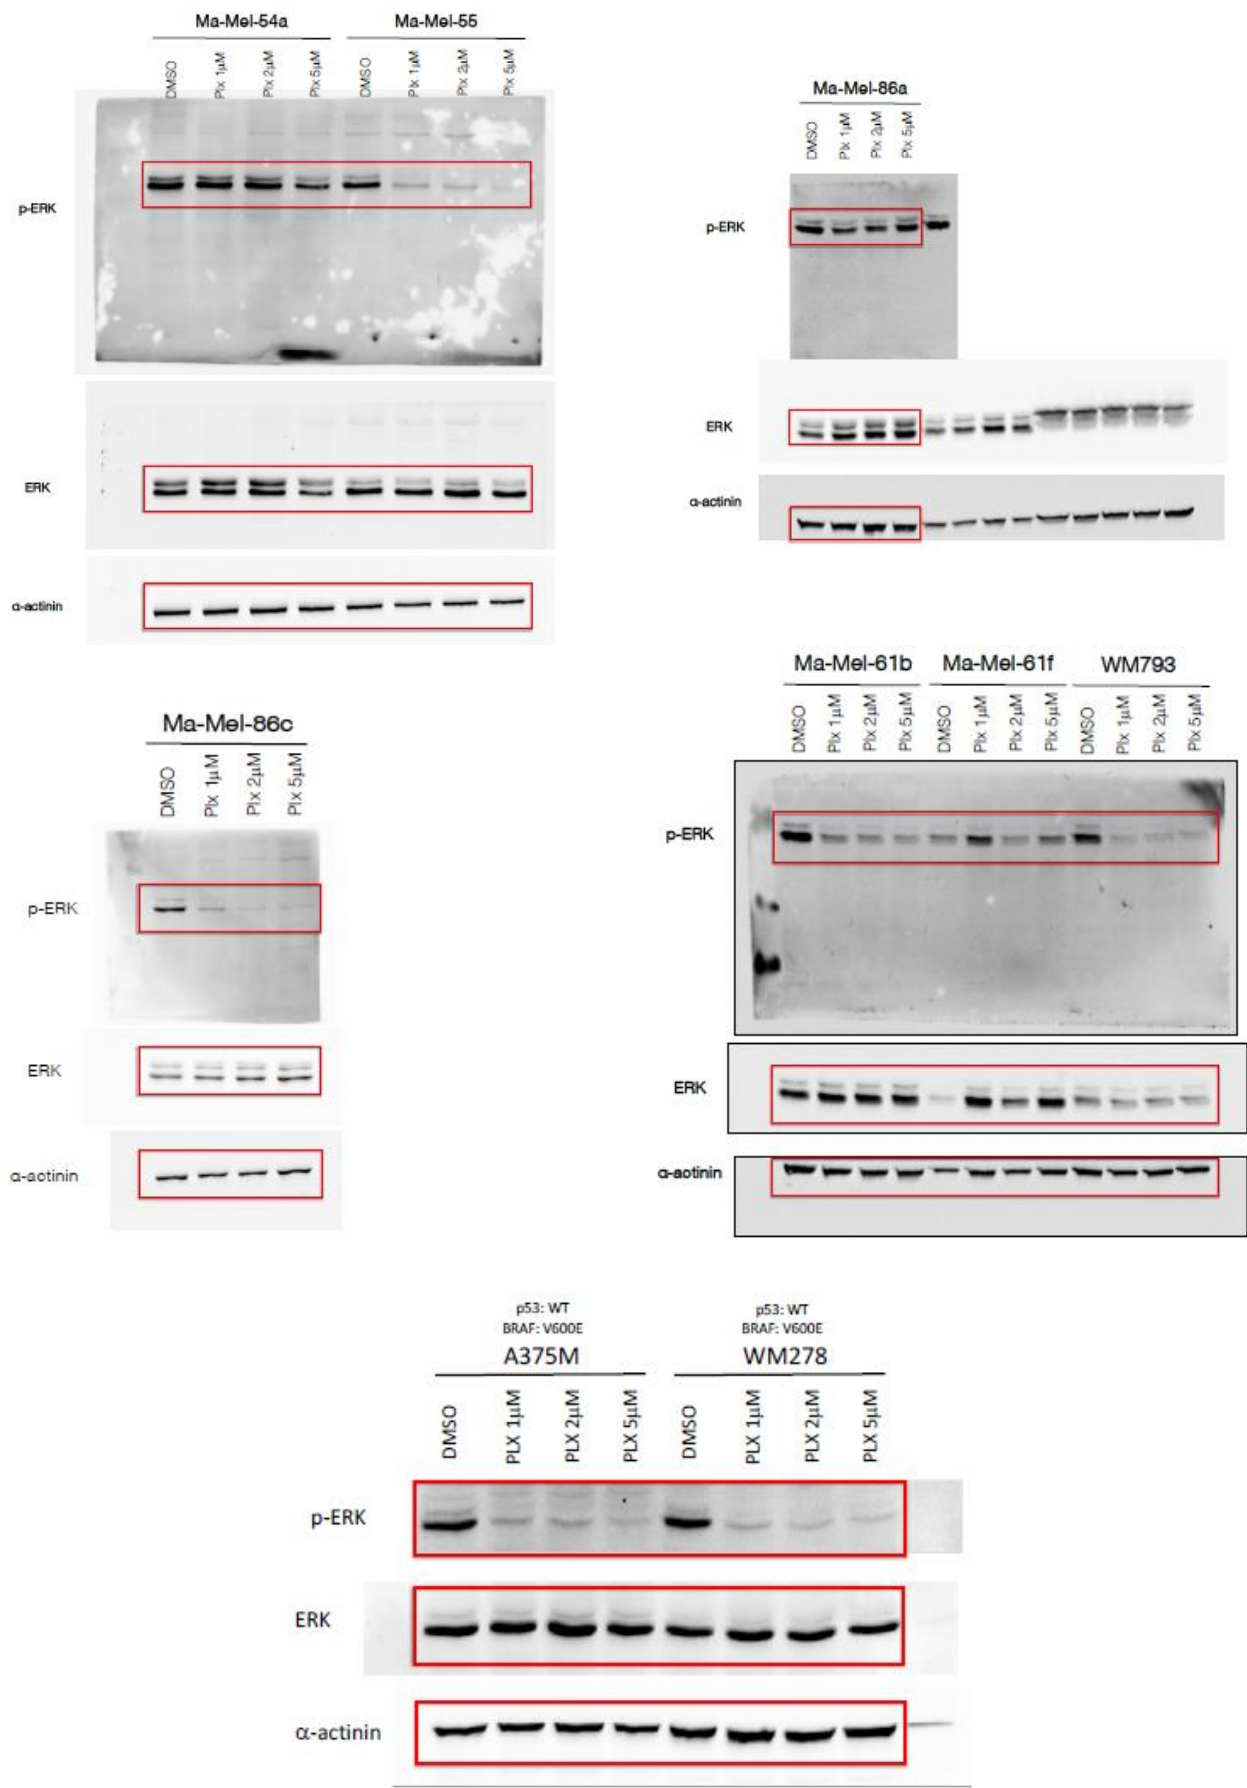 Ma-Mel-54a Ma-Mel-55
DMSO Plx 1μM Plx 2μM Plx 5μM DMSO Plx 1μM Plx 2μM Plx 5μM
p-ERK
ERK
α-actinin
Ma-Mel-86a
DMSO Plx 1μM Plx 2μM Plx 5μM
p-ERK
ERK
α-actinin
Ma-Mel-86c
DMSO Plx 1μM Plx 2μM Plx 5μM
p-ERK
ERK
α-actinin
Ma-Mel-61b Ma-Mel-61f WM793
DMSO Plx 1μM Plx 2μM Plx 5μM DMSO Plx 1μM Plx 2μM Plx 5μM DMSO Plx 1μM Plx 2μM Plx 5μM
p-ERK
ERK
α-actinin
p53: WT p53: WT
BRAF: V600E BRAF: V600E
A375M WM278
DMSO PLX 1μM PLX 2μM PLX 5μM DMSO PLX 1μM PLX 2μM PLX 5μM
p-ERK
ERK
α-actinin